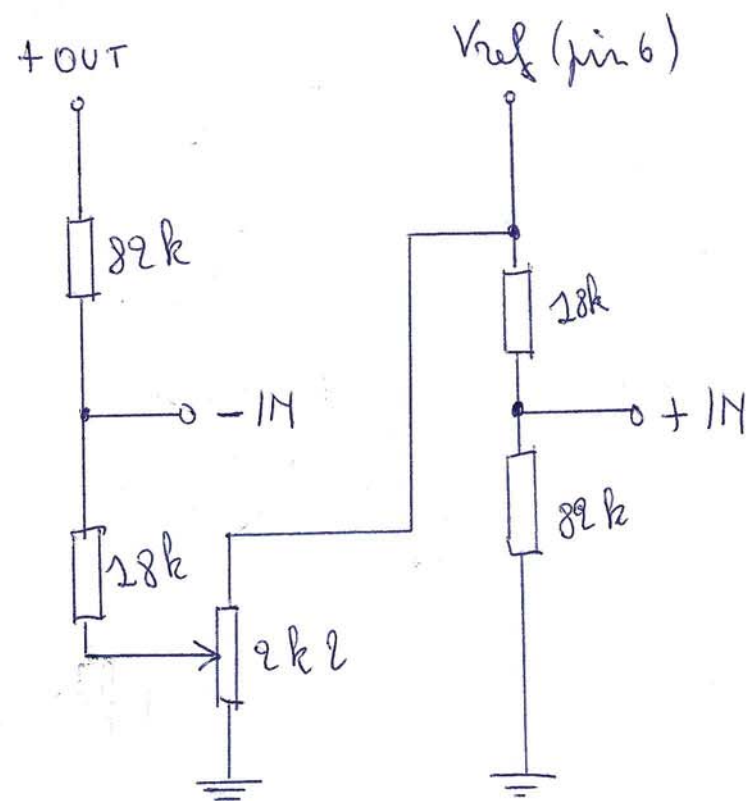 + OUT
Vref (pin 6)
82k
18k
- IN
+ IN
82k
18k
2k2